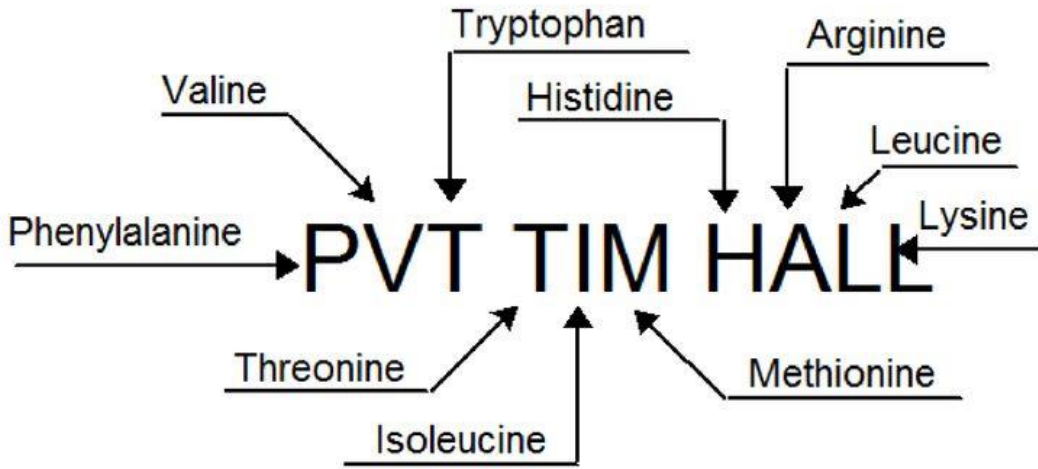 Tryptophan
Arginine
Valine
Histidine
Leucine
Phenylalanine
Lysine
PVT TIM HALL
Threonine
Methionine
Isoleucine